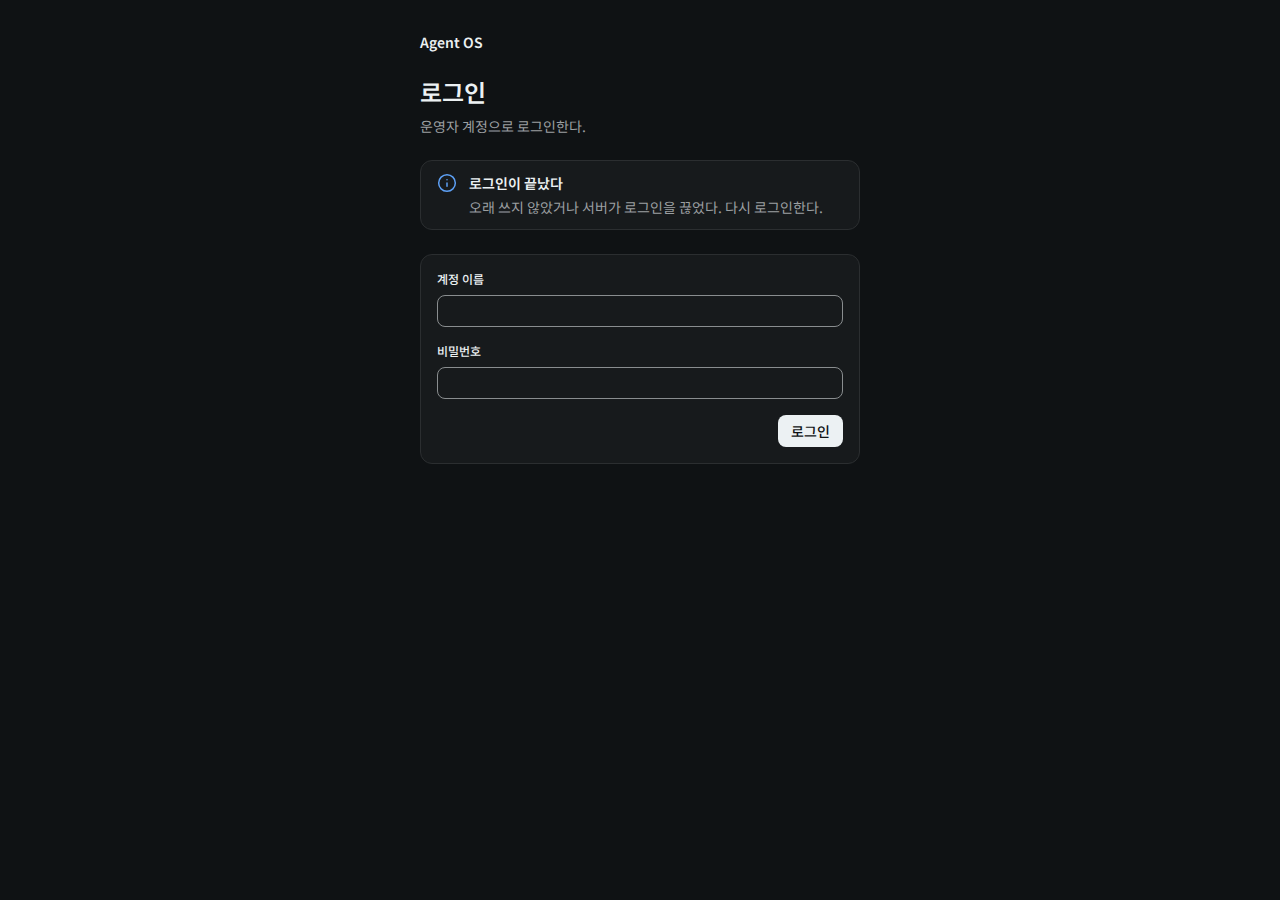 Agent OS
로그인
운영자 계정으로 로그인한다.
로그인이 끝났다
오래 쓰지 않았거나 서버가 로그인을 끊었다. 다시 로그인한다.
계정 이름
비밀번호
로그인